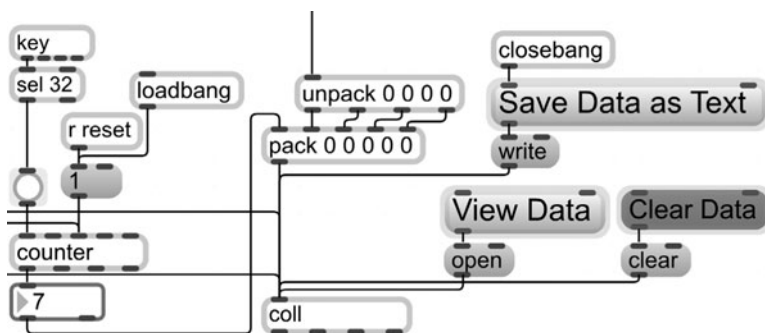 key
sel 32
loadbang
r reset
1
counter
7
unpack 0 0 0 0
pack 0 0 0 0 0
closebang
Save Data as Text
write
View Data
Clear Data
open
clear
coll